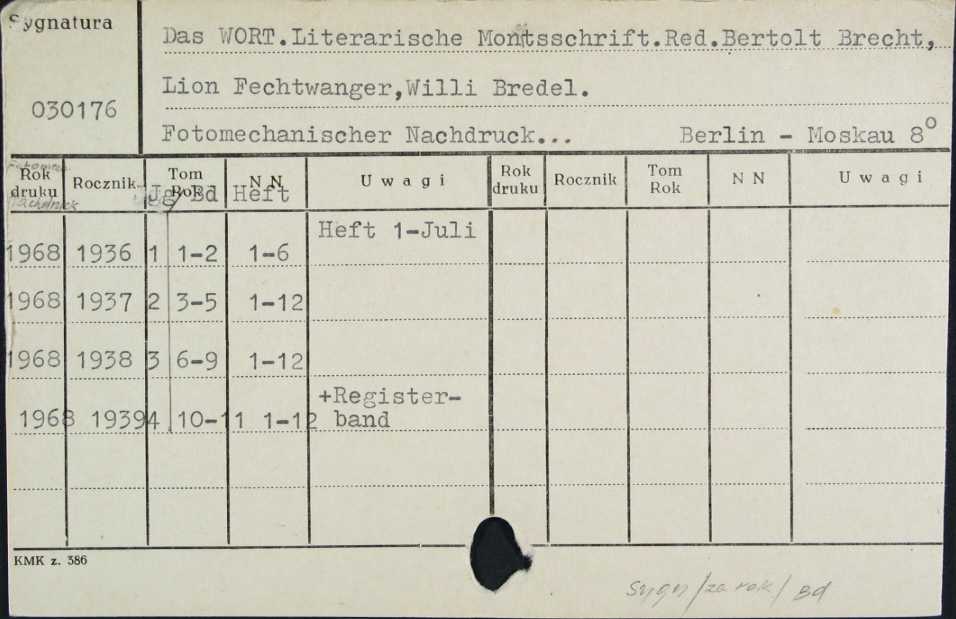 Sygnatura
Das WORT.Literarische Montsschrift.Red.Bertolt Brecht,
Lion Fechtwanger,Willi Bredel.
030176
Fotomechanischer Nachdruck... Berlin - Moskau 8°
Rok druku Rocznik Tom Rok N N U w a g i Rok druku Rocznik Tom Rok N N U w a g i
Nachdruck Jg/Bd Heft
Heft 1-Juli
1968 1936 1 1-2 1-6
1968 1937 2 3-5 1-12
1968 1938 3 6-9 1-12
+Register-
1968 1939 4 10-11 1-12 band
KMK z. 386
Sygn/za rok/Bd